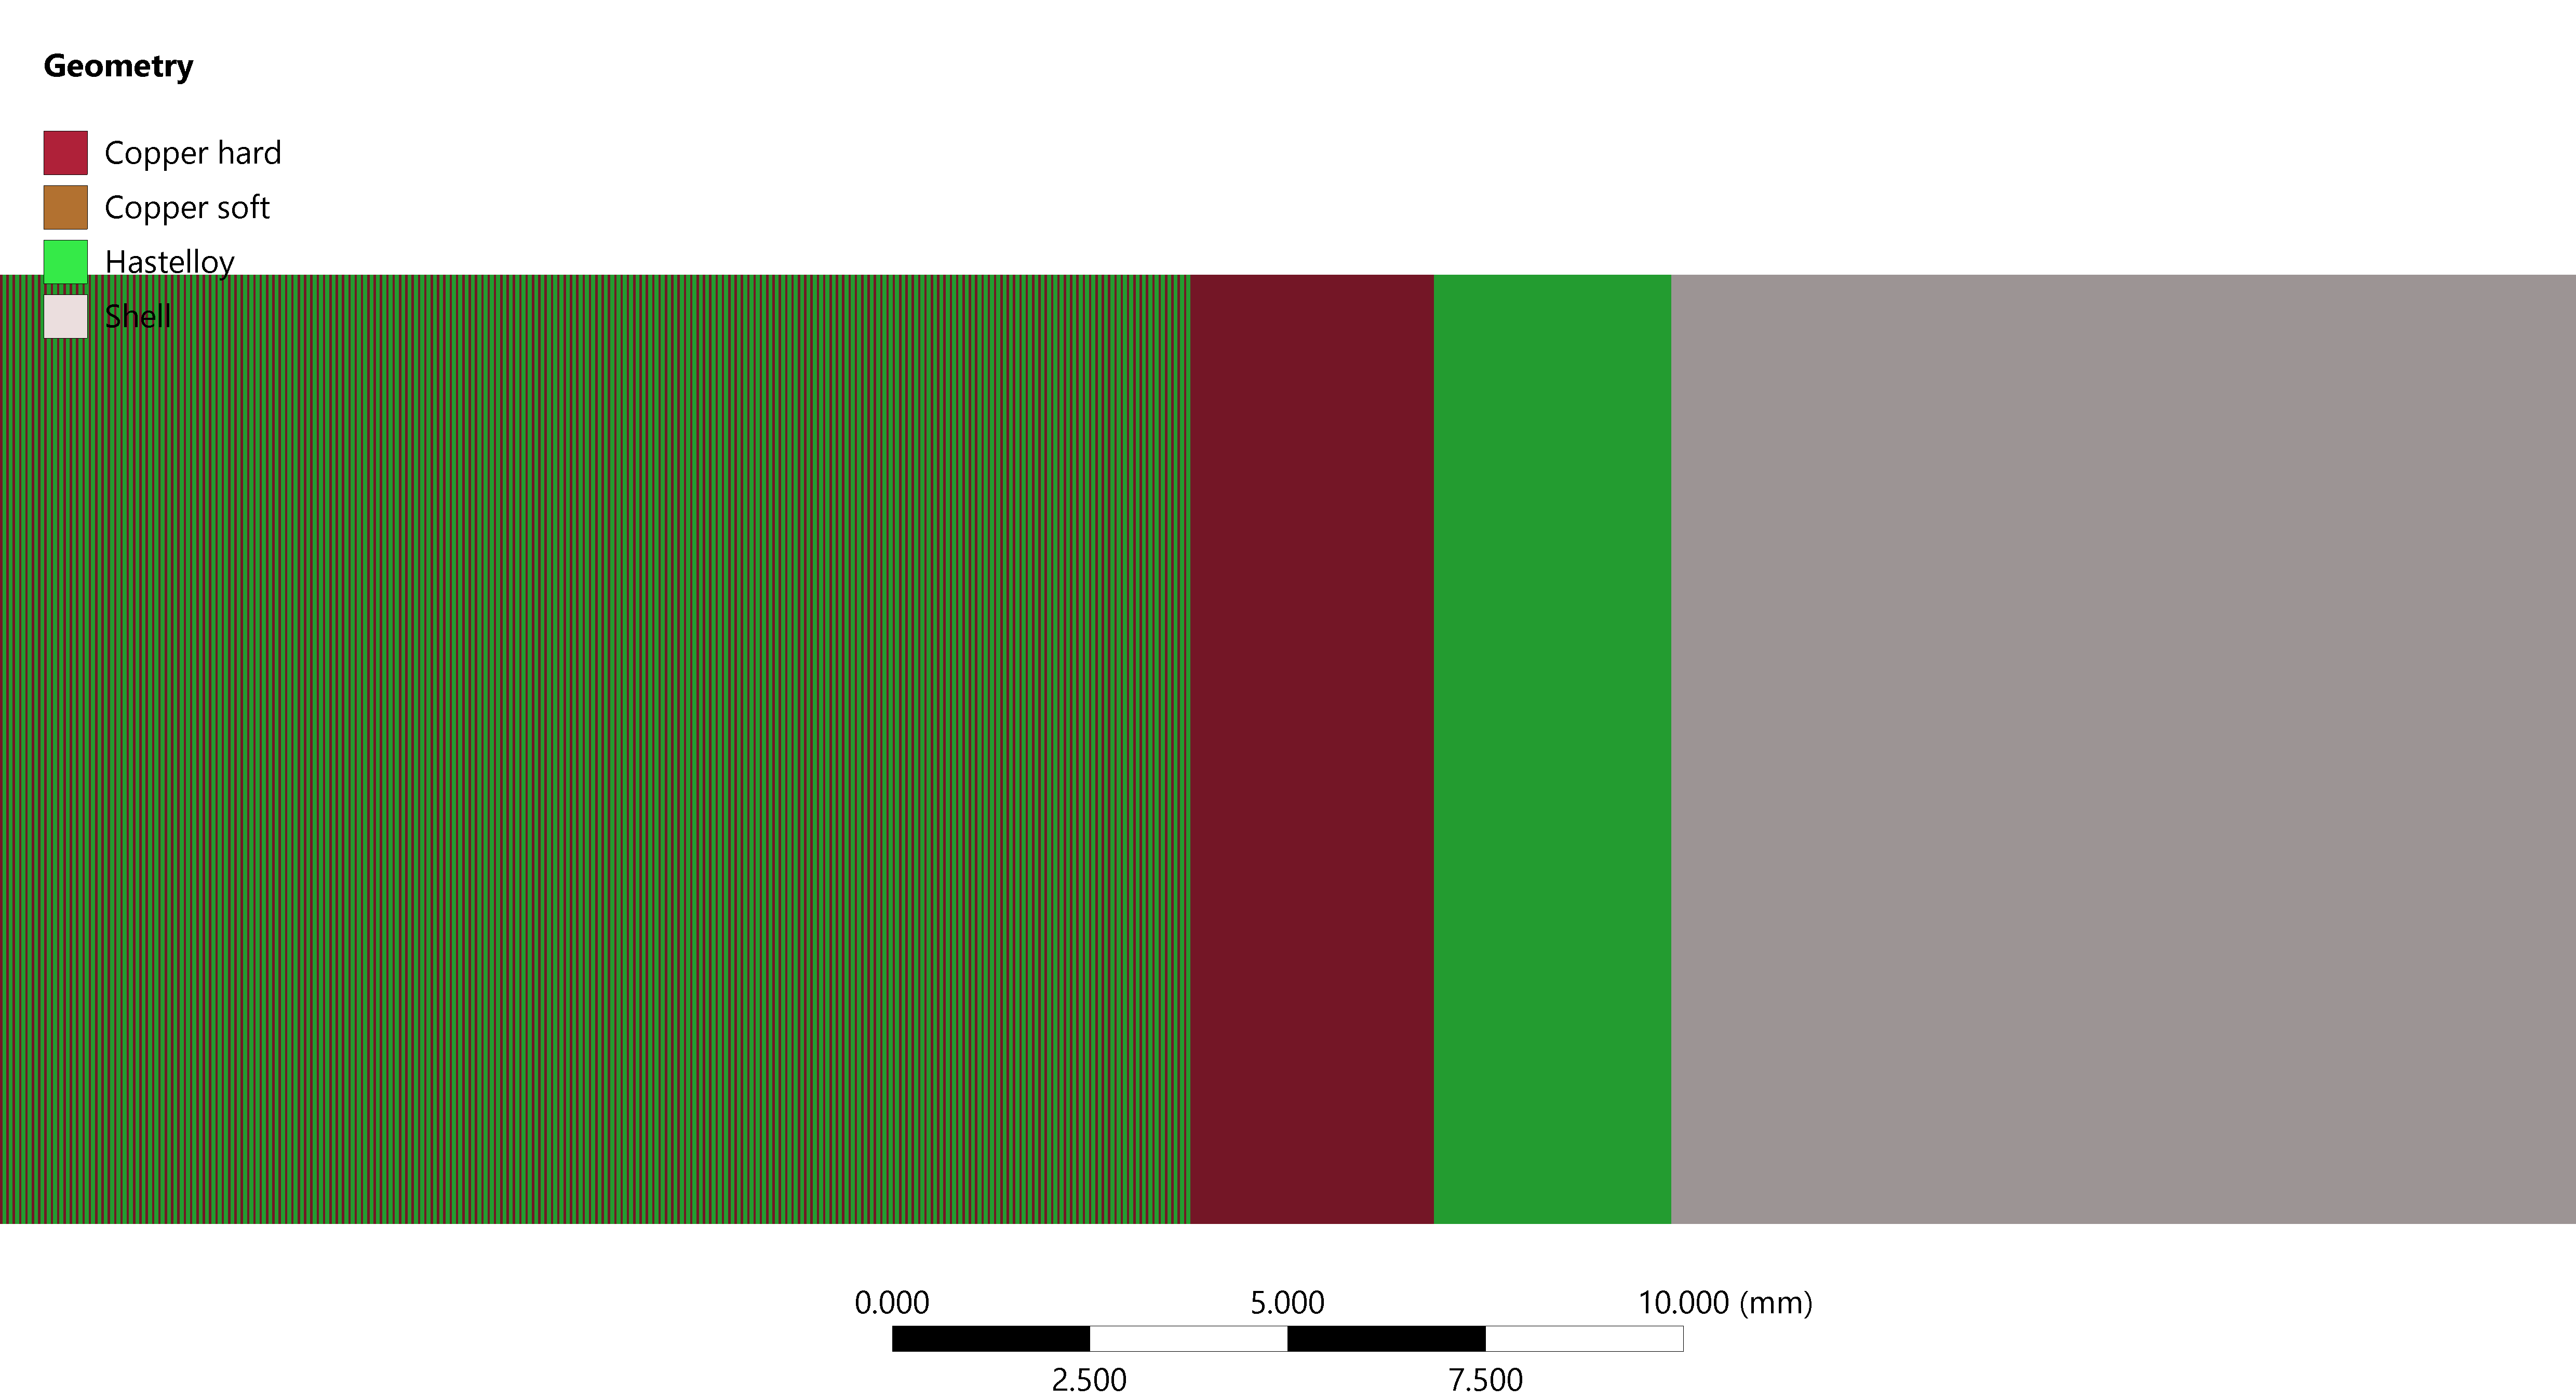 Geometry
Copper hard
Copper soft
Hastelloy
Shell
0.000 5.000 10.000 (mm)
2.500 7.500